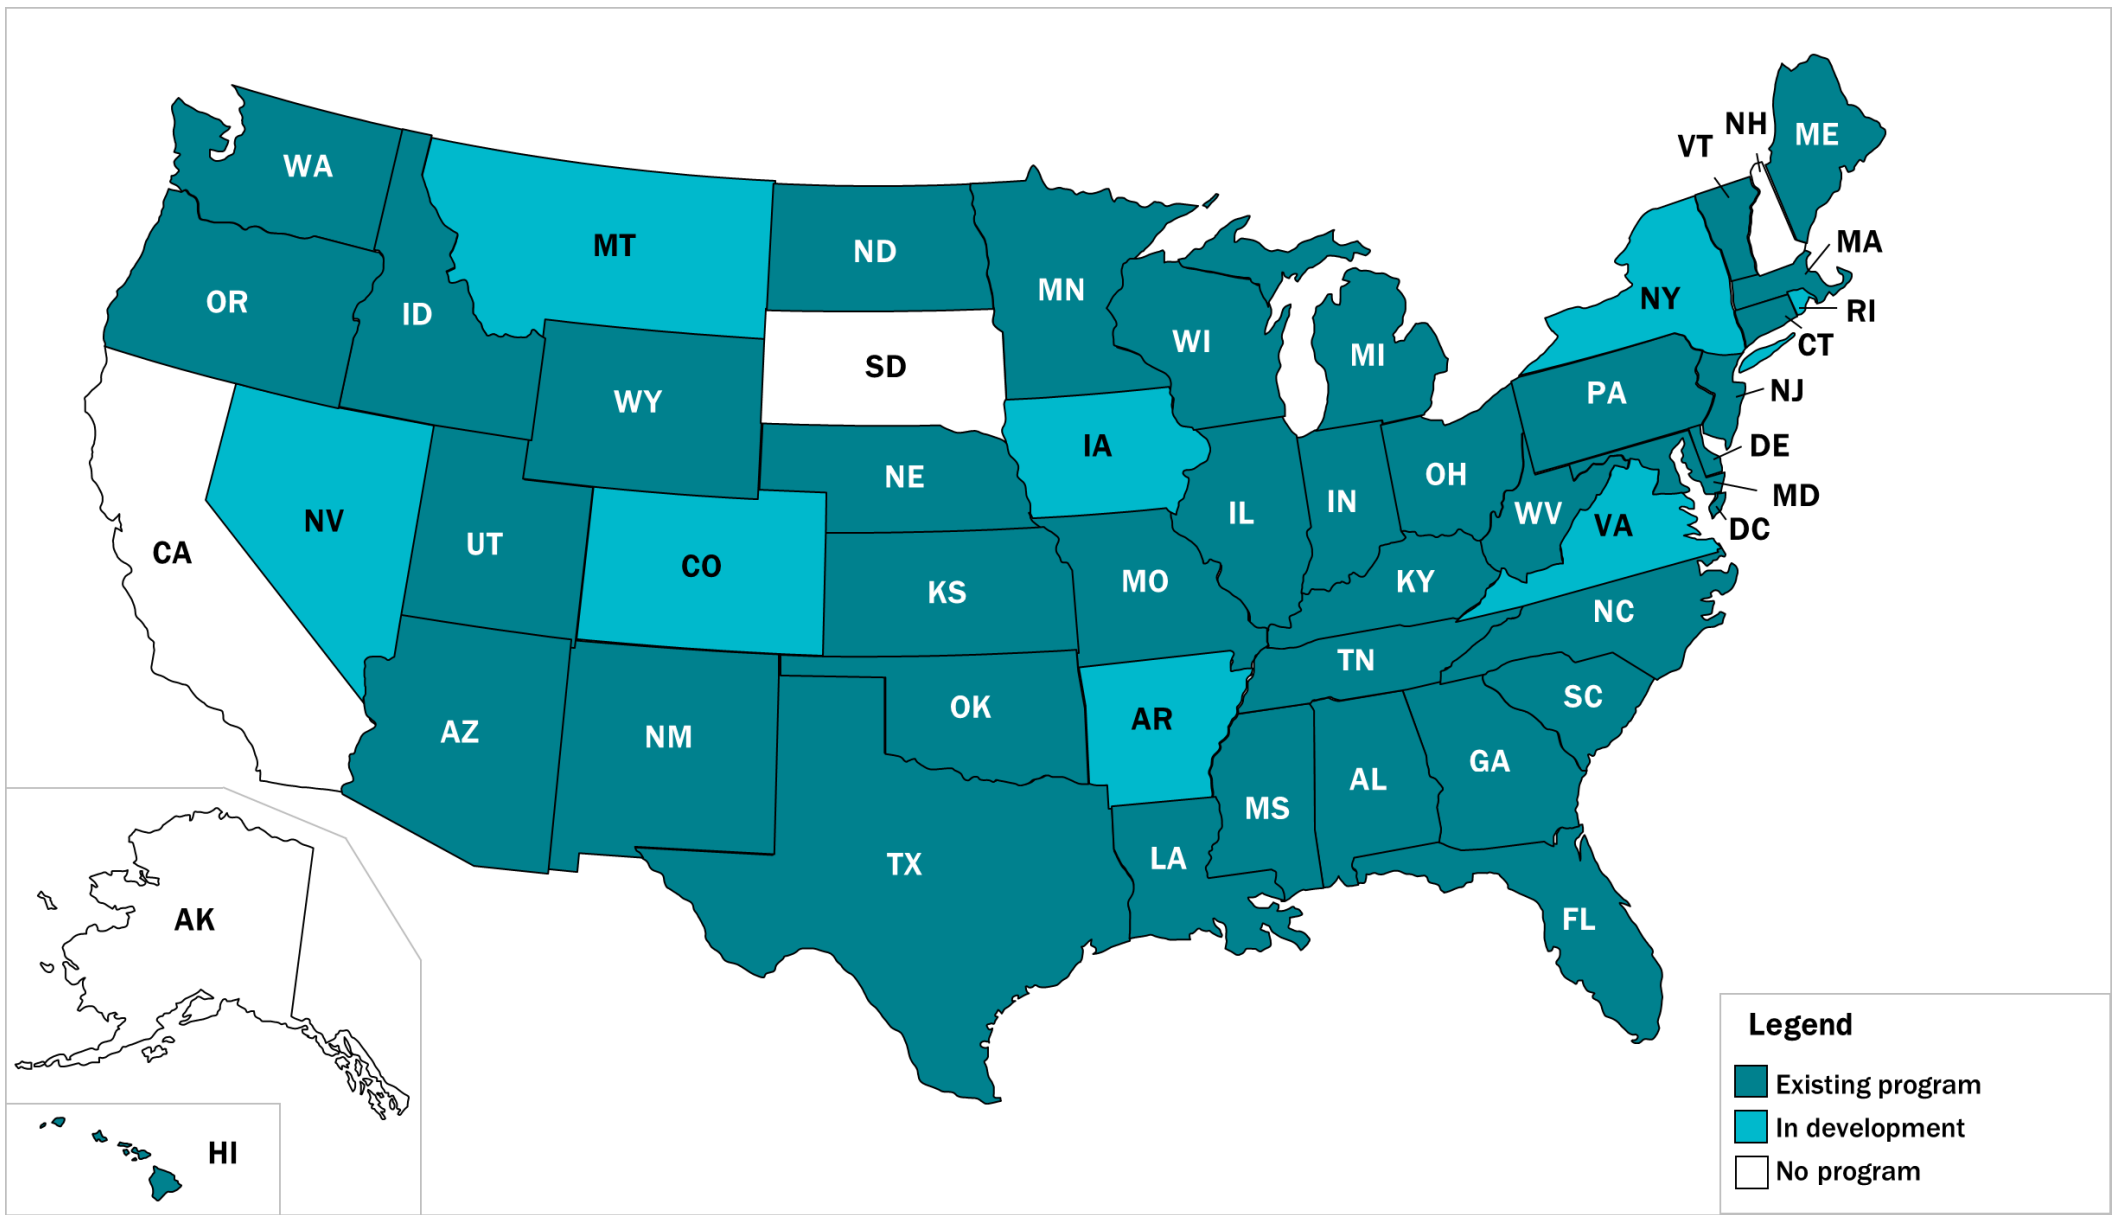 WA
OR
ID
MT
ND
MN
SD
WY
NE
IA
WI
MI
CA
NV
UT
CO
KS
MO
IL
IN
OH
KY
WV
VA
PA
NY
VT
NH
ME
MA
RI
CT
NJ
DE
MD
DC
AZ
NM
OK
AR
TN
NC
SC
GA
AL
MS
LA
TX
FL
AK
HI
Legend
Existing program
In development
No program